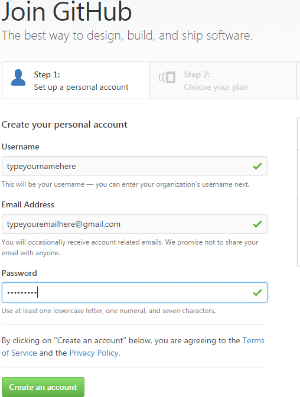 Join GitHub
The best way to design, build, and ship software.
Step 1:
Set up a personal account
Step 2:
Choose your plan
Create your personal account
Username
typeyournamehere
This will be your username — you can enter your organization's username next.
Email Address
typeyouremailhere@gmail.com
You will occasionally receive account related emails. We promise not to share
your email with anyone.
Password
•••••••••
Use at least one lowercase letter, one numeral, and seven characters.
By clicking on "Create an account" below, you are agreeing to the Terms
of Service and the Privacy Policy.
Create an account